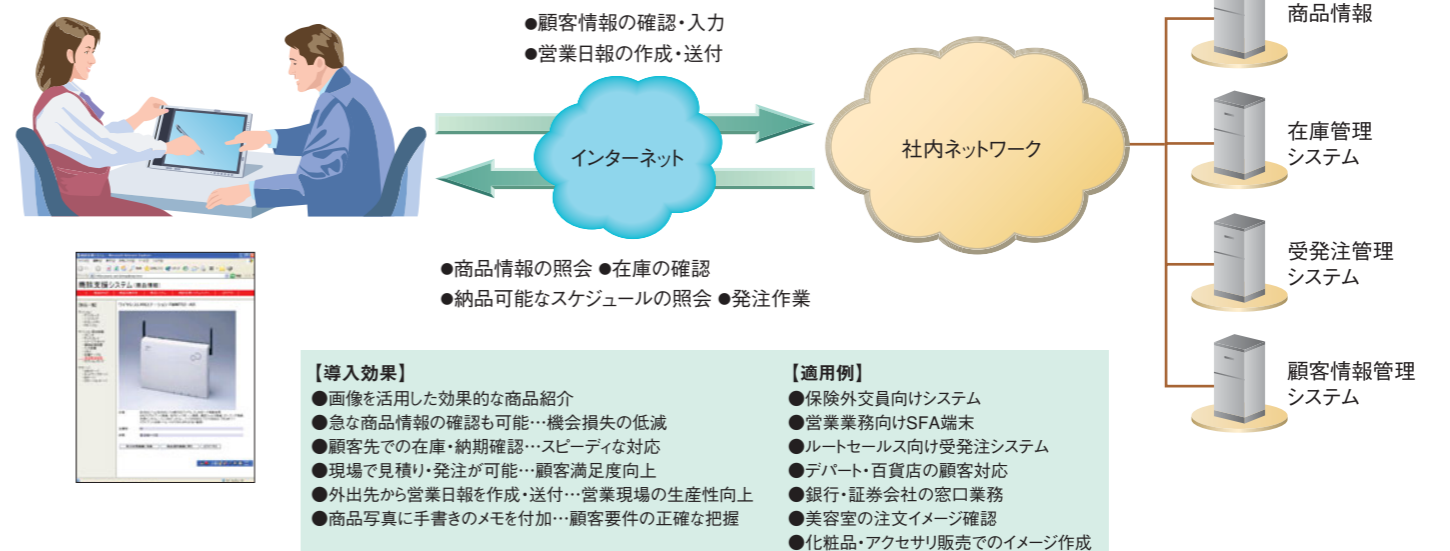 ●顧客情報の確認・入力
●営業日報の作成・送付
インターネット
社内ネットワーク
商品情報
在庫管理
システム
受発注管理
システム
顧客情報管理
システム
●商品情報の照会 ●在庫の確認
●納品可能なスケジュールの照会 ●発注作業
【導入効果】
●画像を活用した効果的な商品紹介
●急な商品情報の確認も可能…機会損失の低減
●顧客先での在庫・納期確認…スピーディな対応
●現場で見積り・発注が可能…顧客満足度向上
●外出先から営業日報を作成・送付…営業現場の生産性向上
●商品写真に手書きのメモを付加…顧客要件の正確な把握
【適用例】
●保険外交員向けシステム
●営業業務向けSFA端末
●ルートセールス向け受発注システム
●デパート・百貨店の顧客対応
●銀行・証券会社の窓口業務
●美容室の注文イメージ確認
●化粧品・アクセサリ販売でのイメージ作成